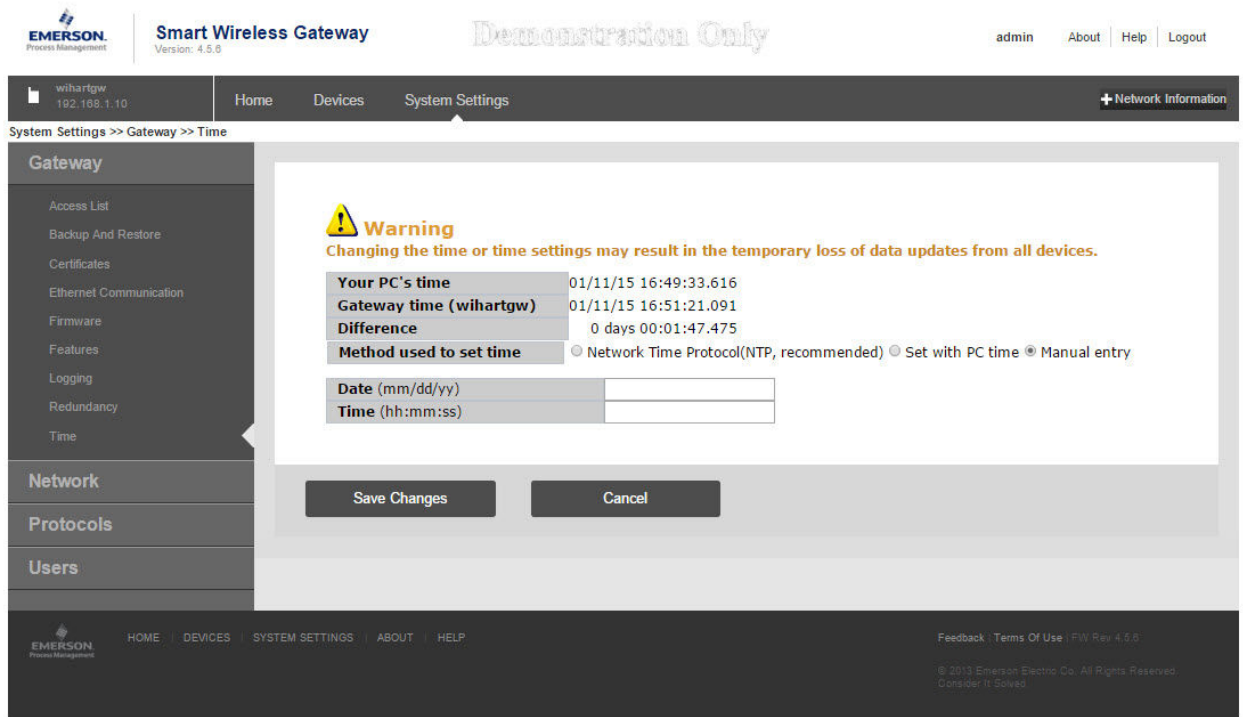 EMERSON.
Process Management
Smart Wireless Gateway
Version: 4.5.6
Demonstration Only
admin About Help Logout
wihartgw
192.168.1.10
Home Devices System Settings
Network Information
System Settings >> Gateway >> Time
Gateway
Access List
Backup And Restore
Certificates
Ethernet Communication
Firmware
Features
Logging
Redundancy
Time
Network
Protocols
Users
Warning
Changing the time or time settings may result in the temporary loss of data updates from all devices.
Your PC's time 01/11/15 16:49:33.616
Gateway time (wihartgw) 01/11/15 16:51:21.091
Difference 0 days 00:01:47.475
Method used to set time Network Time Protocol(NTP, recommended) Set with PC time Manual entry
Date (mm/dd/yy)
Time (hh:mm:ss)
Save Changes Cancel
EMERSON.
Process Management
HOME | DEVICES | SYSTEM SETTINGS | ABOUT | HELP
Feedback | Terms Of Use | FW Rev 4.5.6
© 2013 Emerson Electric Co. All Rights Reserved.
Consider It Solved